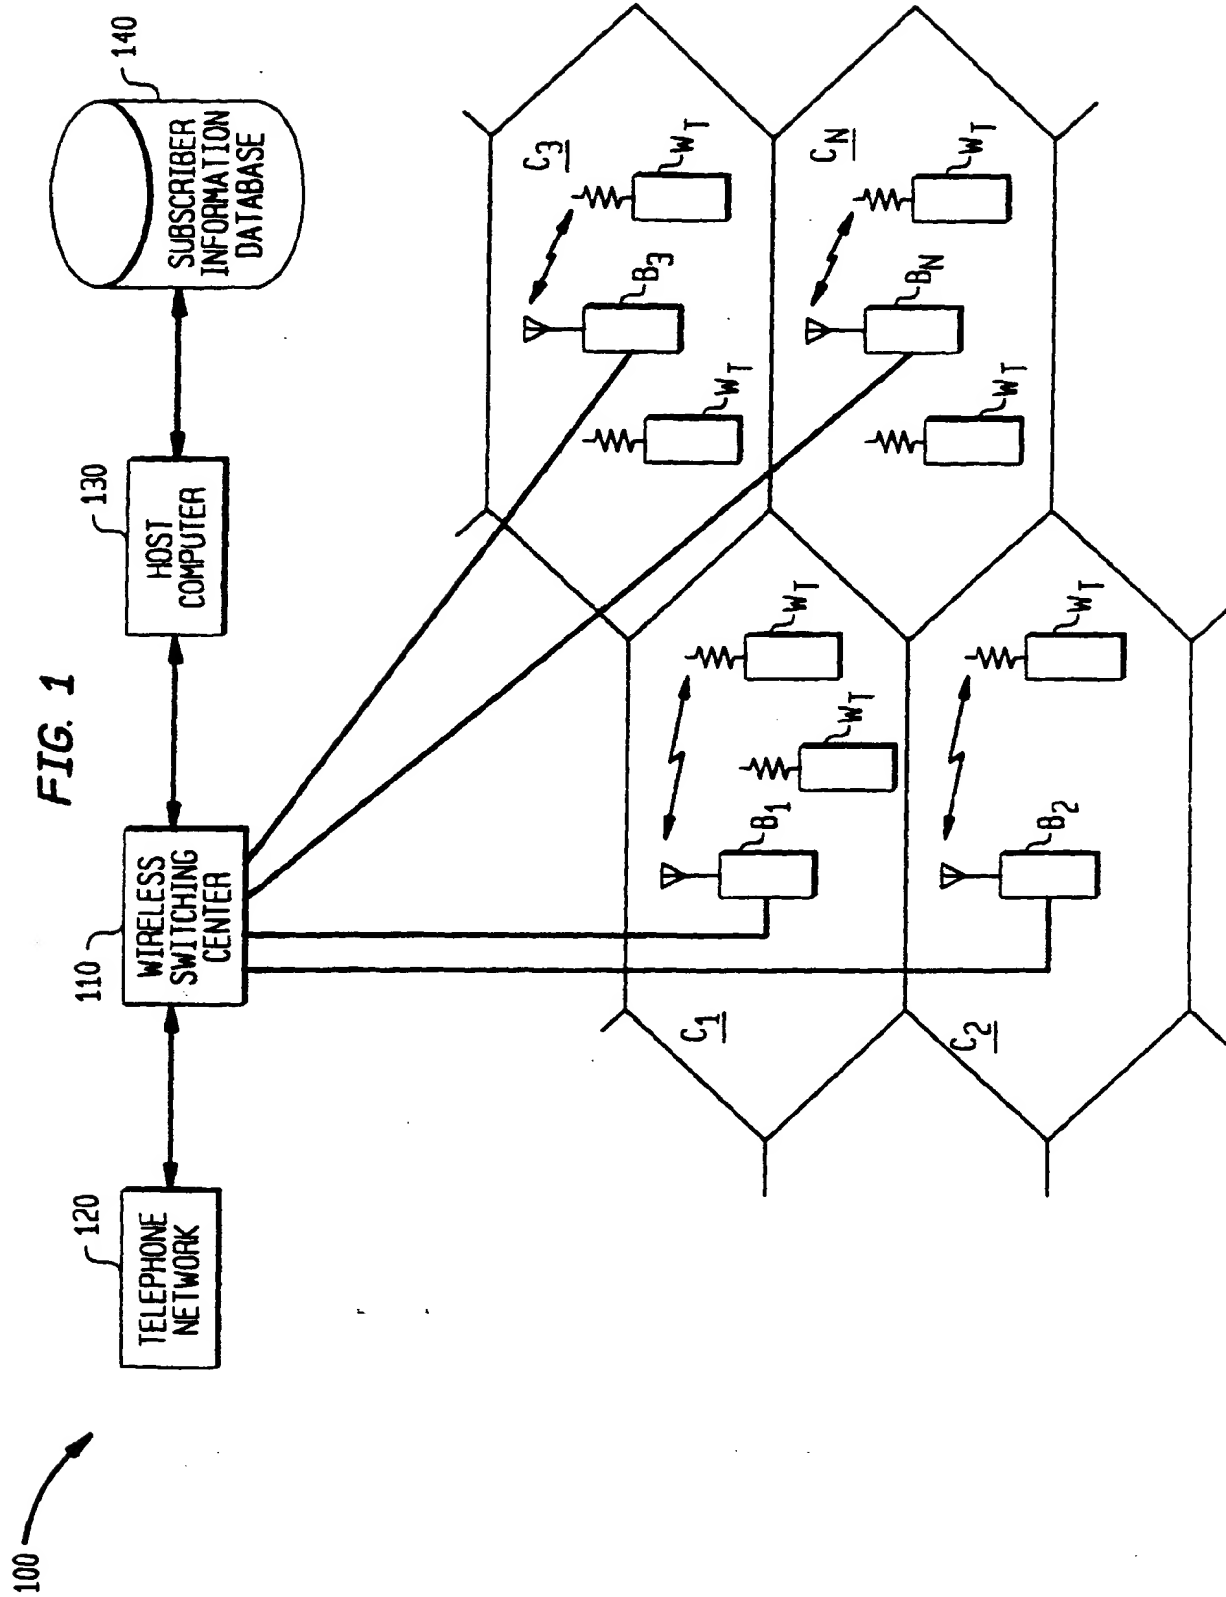 FIG. 1
100
120
TELEPHONE
NETWORK
110
WIRELESS
SWITCHING
CENTER
130
HOST
COMPUTER
140
SUBSCRIBER
INFORMATION
DATABASE
C3
WT
B3
WT
CN
WT
BN
WT
C1
B1
WT
WT
C2
B2
WT